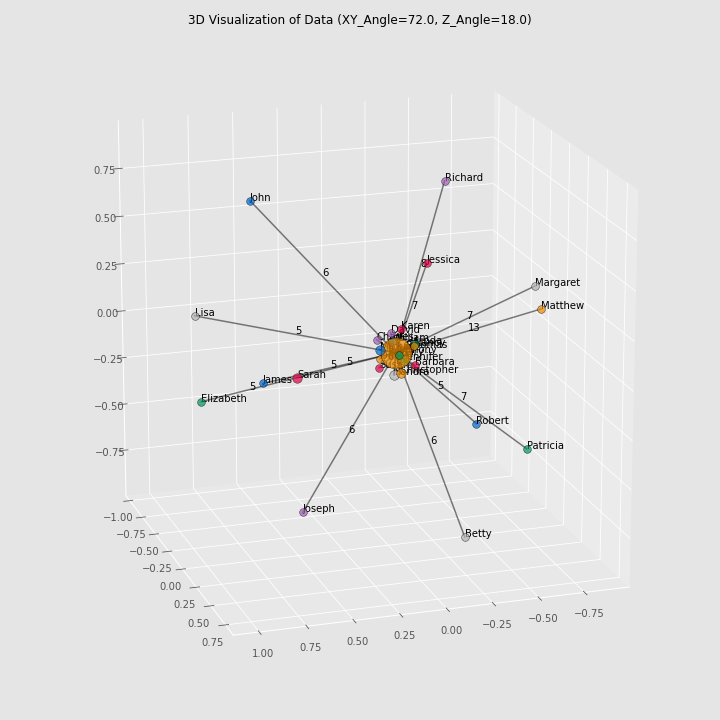 3D Visualization of Data (XY_Angle=72.0, Z_Angle=18.0)
Richard
John
Jessica
Margaret
Matthew
Lisa
Karen
Barbara
Sarah
James
Elizabeth
Robert
Patricia
Joseph
Betty
6
7
7
13
5
5
5
5
5
7
6
6
0.75
0.50
0.25
0.00
−0.25
−0.50
−0.75
−1.00
−0.75
−0.50
−0.25
0.00
0.25
0.50
0.75
1.00
0.75
0.50
0.25
0.00
−0.25
−0.50
−0.75